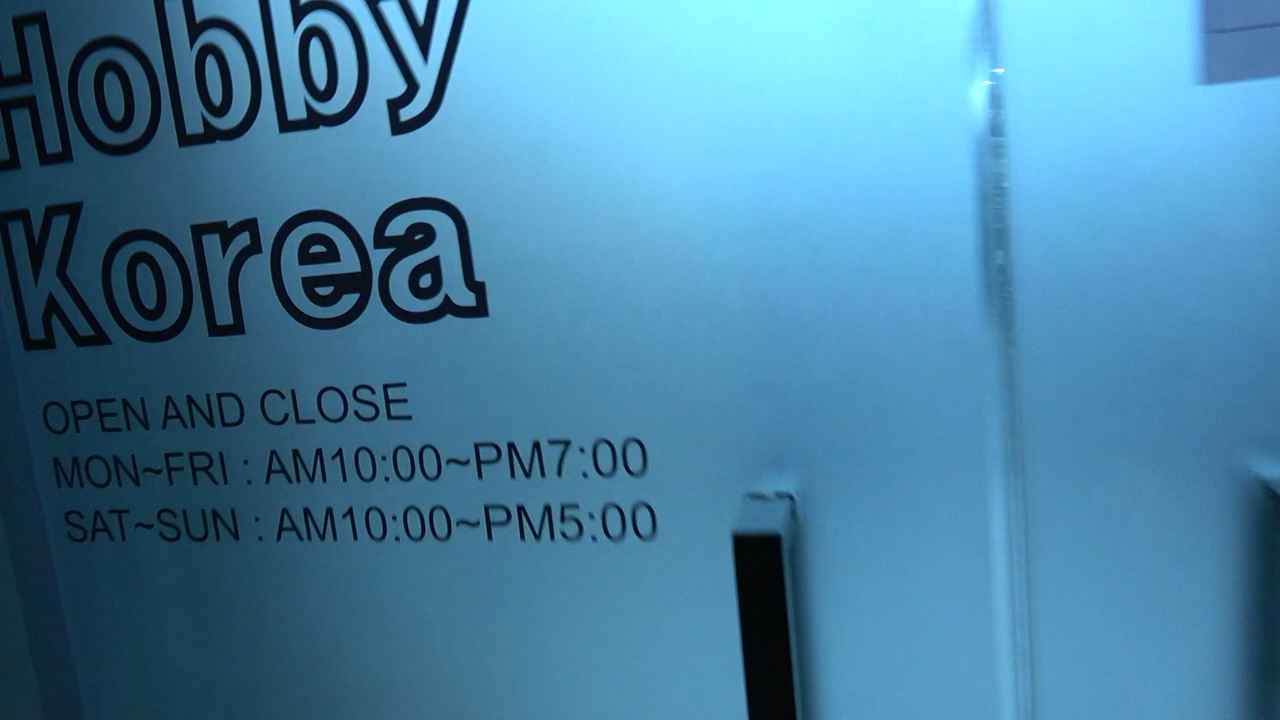 Hobby
Korea
OPEN AND CLOSE
MON~FRI : AM10:00~PM7:00
SAT~SUN : AM10:00~PM5:00